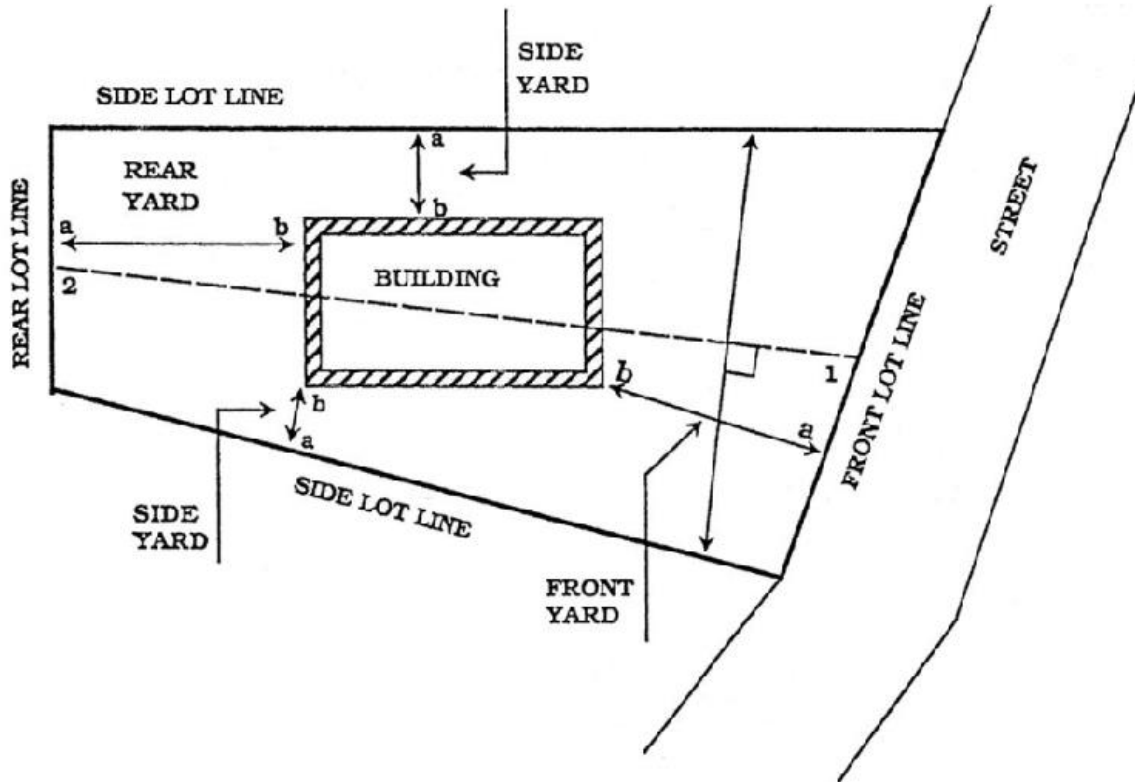 SIDE
YARD
SIDE LOT LINE
a
REAR
YARD
b
a
b
REAR LOT LINE
2
BUILDING
STREET
1
FRONT LOT LINE
b
a
b
a
SIDE LOT LINE
SIDE
YARD
FRONT
YARD